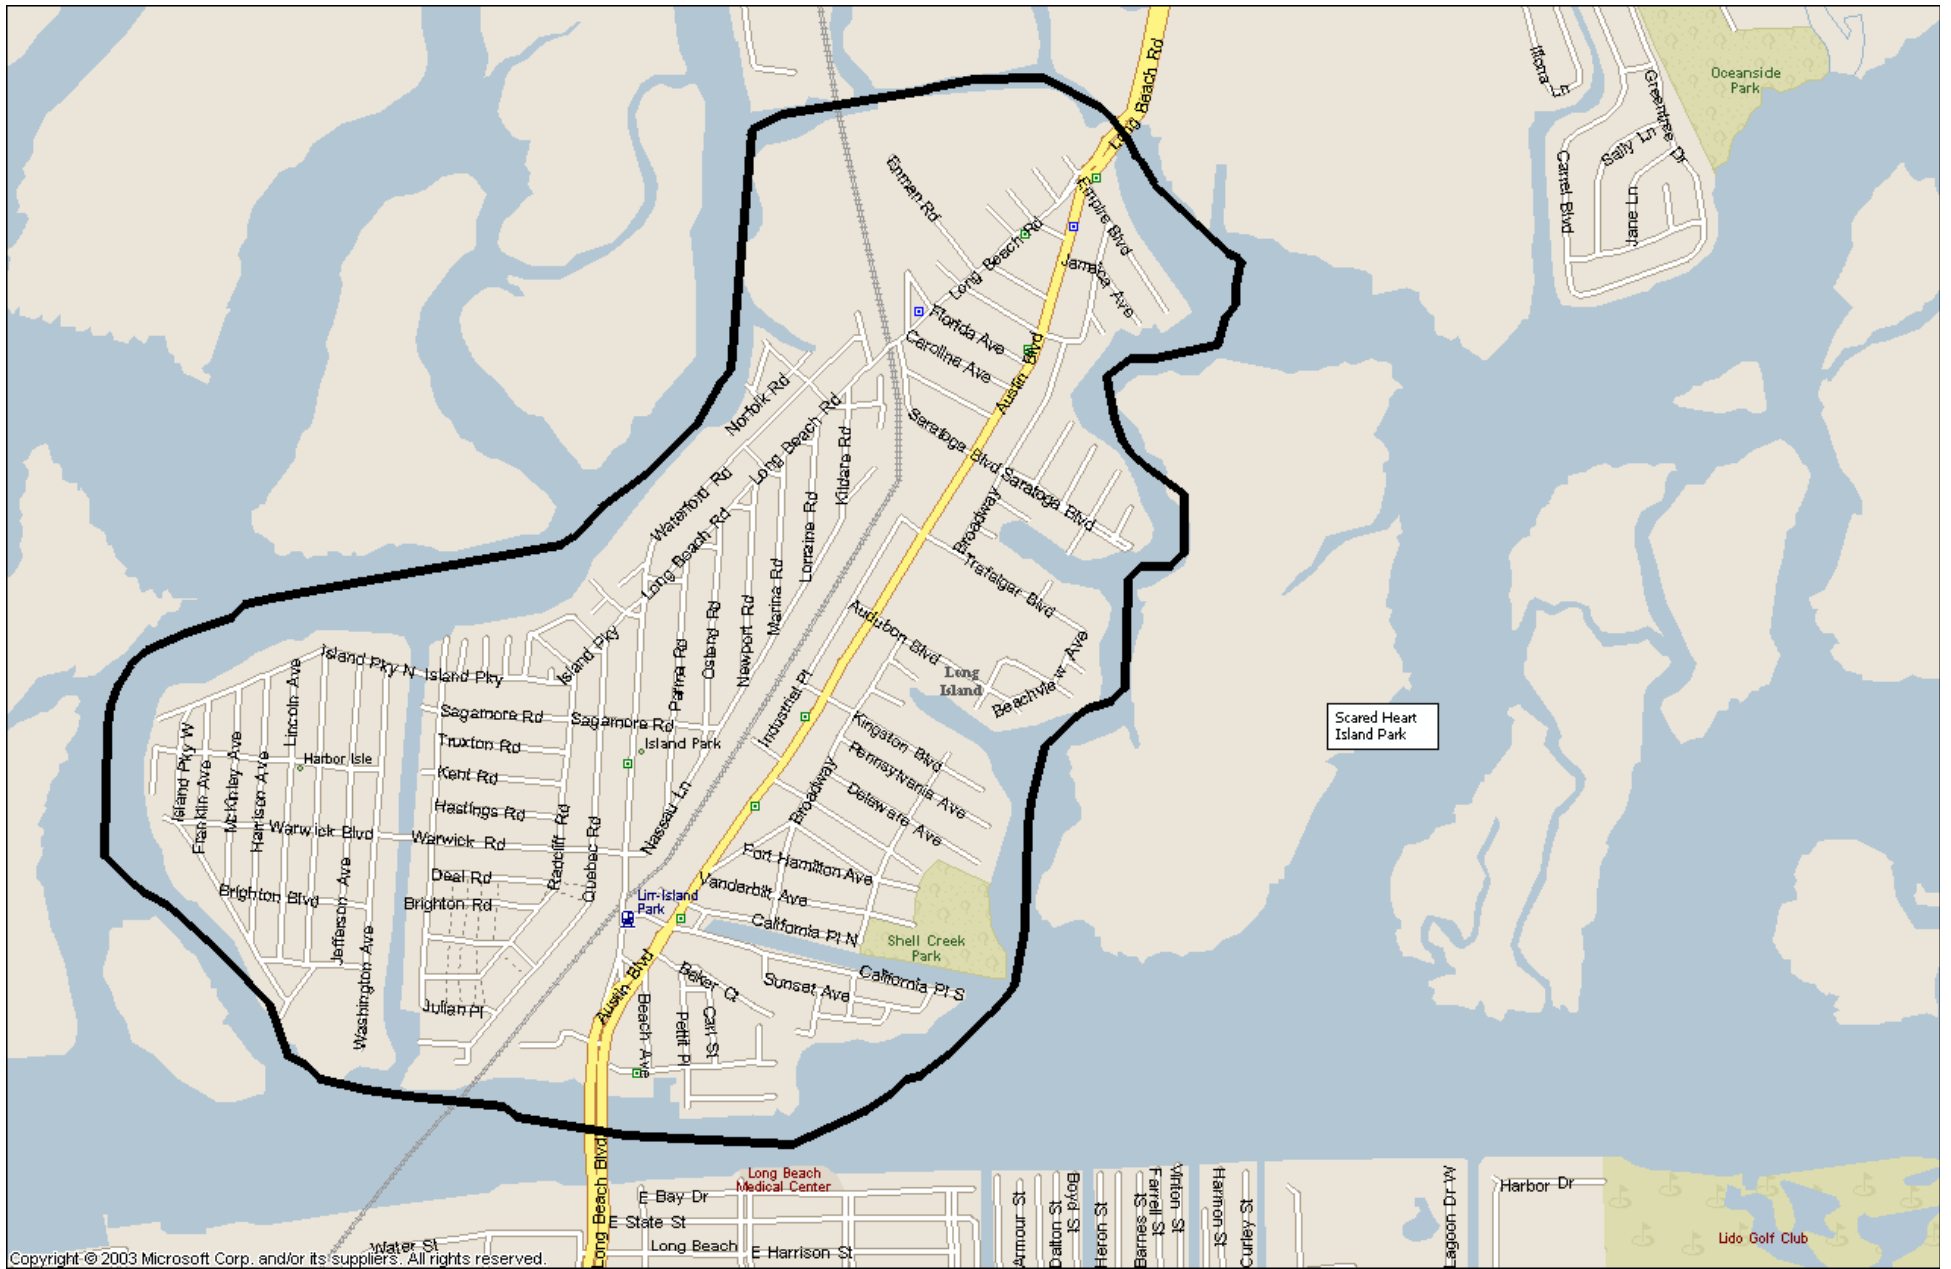 Long Beach Rd
Illona Ln
Greentree Dr
Oceanside
Park
Sally Ln
Carrel Blvd
Jane Ln
Long Beach Rd
Enman Rd
Empire Blvd
Long Beach Rd
Jamaica Ave
Florida Ave
Carolina Ave
Austin Blvd
Norfolk Rd
Long Beach Rd
Saratoga Blvd
Saratoga Blvd
Kildare Rd
Waterford Rd
Long Beach Rd
Lorraine Rd
Broadway
Trafalgar Blvd
Marina Rd
Newport Rd
Ostend Rd
Parma Rd
Audubon Blvd
Long
Island
Beachview Ave
Island Pky N
Island Pky
Island Pky
Lincoln Ave
Sagamore Rd
Sagamore Rd
Industrial Pl
Kingston Blvd
Scared Heart
Island Park
Island Pky W
Truxton Rd
Island Park
Harbor Isle
Pennsylvania Ave
Kent Rd
Delaware Ave
Franklin Ave
McKinley Ave
Harrison Ave
Hastings Rd
Nassau Ln
Broadway
Warwick Blvd
Warwick Rd
Radcliff Rd
Quebec Rd
Fort Hamilton Ave
Deal Rd
Vanderbilt Ave
Brighton Blvd
Brighton Rd
Lirr-Island
Park
California Pl N
Shell Creek
Park
Jefferson Ave
Washington Ave
Austin Blvd
Baker Ct
Sunset Ave
California Pl S
Julian Pl
Beach Ave
Pettit Pl
Carl St
Long Beach Blvd
Long Beach
Medical Center
E Bay Dr
E State St
Long Beach
E Harrison St
Water St
Armour St
Dalton St
Boyd St
Heron St
Barnes St
Farrell St
Vinton St
Harmon St
Curley St
Lagoon Dr W
Harbor Dr
Lido Golf Club
Copyright © 2003 Microsoft Corp. and/or its suppliers. All rights reserved.